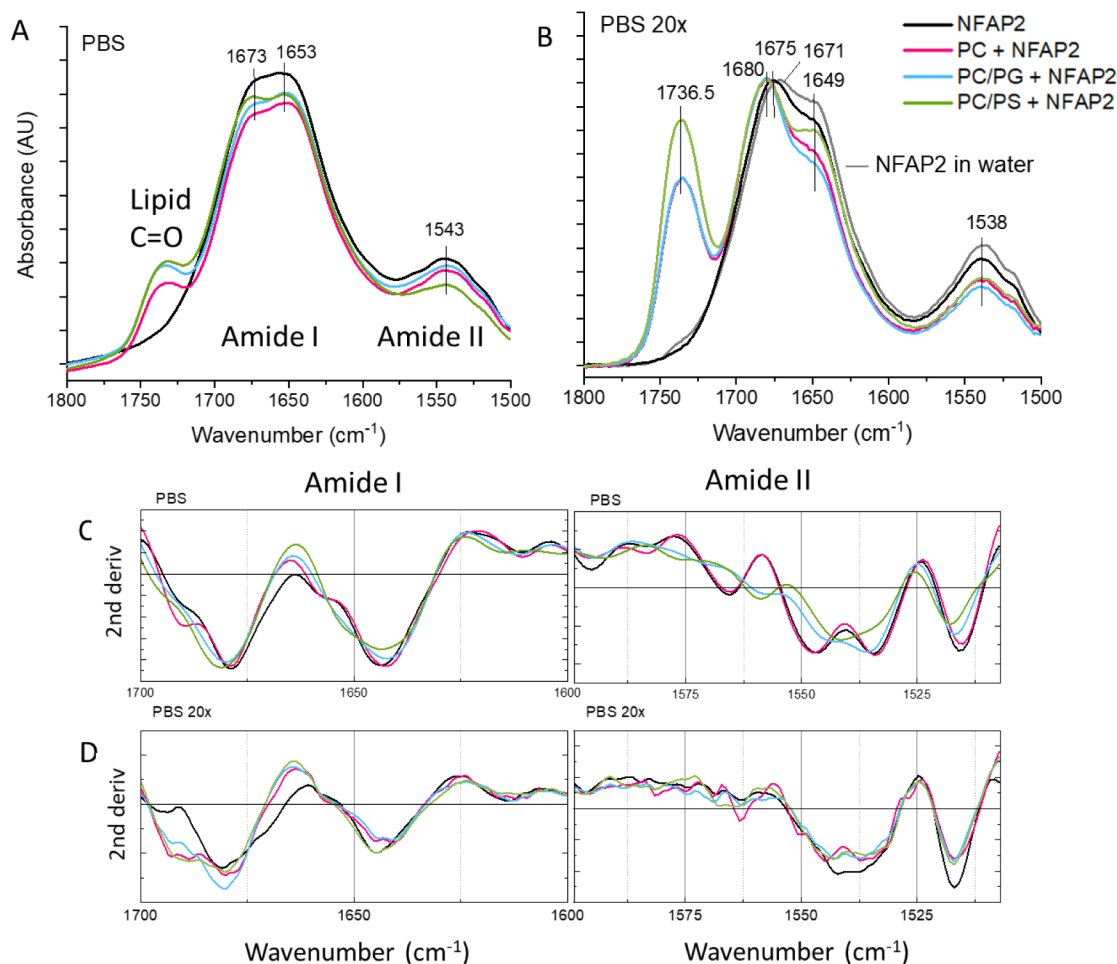 A
PBS
1673
1653
Lipid
C=O
1543
Amide I
Amide II
Absorbance (AU)
1800
1750
1700
1650
1600
1550
1500
Wavenumber (cm⁻¹)
B
PBS 20x
1675
1671
1680
1649
1736.5
1538
NFAP2
PC + NFAP2
PC/PG + NFAP2
PC/PS + NFAP2
NFAP2 in water
1800
1750
1700
1650
1600
1550
1500
Wavenumber (cm⁻¹)
Amide I
Amide II
C
PBS
2nd deriv
1700
1650
1600
PBS
1575
1550
1525
D
PBS 20x
2nd deriv
1700
1650
1600
Wavenumber (cm⁻¹)
PBS 20x
1575
1550
1525
Wavenumber (cm⁻¹)